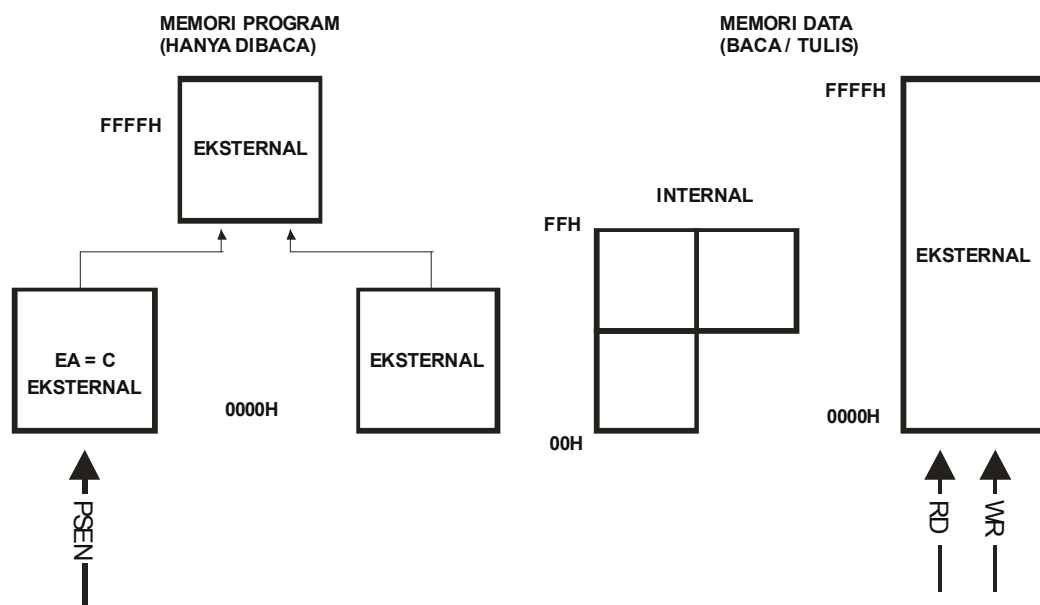 MEMORI PROGRAM
(HANYA DIBACA)
FFFFH
EKSTERNAL
EA = C
EKSTERNAL
0000H
EKSTERNAL
PSEN
MEMORI DATA
(BACA / TULIS)
INTERNAL
FFH
00H
FFFFH
EKSTERNAL
0000H
RD
WR